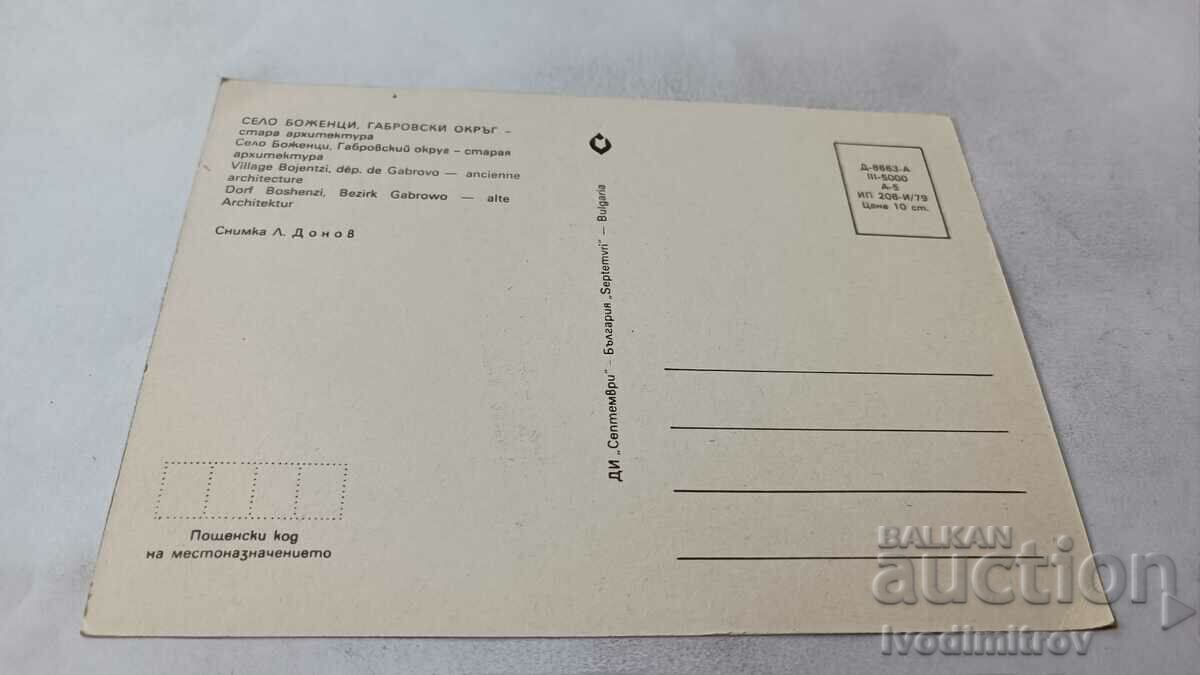 СЕЛО БОЖЕНЦИ, ГАБРОВСКИ ОКРЪГ –
стара архитектура
Село Боженци, Габровский округ – старая
архитектура
Village Bojentzi, dép. de Gabrovo — ancienne
architecture
Dorf Boshenzi, Bezirk Gabrowo — alte
Architektur
Снимка Л. Донов
Пощенски код
на местоназначението
ДИ „Септември" – България „Septemvri" — Bulgaria
Д-8663-А
III-5000
А-5
ИП 208-И/79
Цена 10 ст.
BALKAN
auction
Ivodimitrov